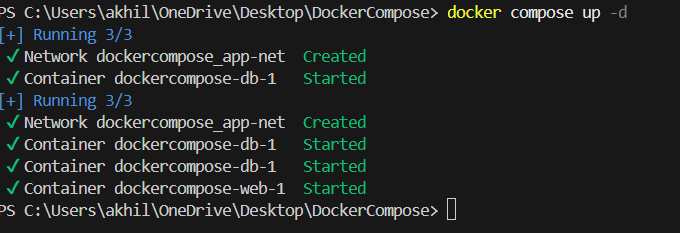 PS C:\Users\akhil\OneDrive\Desktop\DockerCompose> docker compose up -d
[+] Running 3/3
✔ Network dockercompose_app-net  Created
✔ Container dockercompose-db-1   Started
[+] Running 3/3
✔ Network dockercompose_app-net  Created
✔ Container dockercompose-db-1   Started
✔ Container dockercompose-db-1   Started
✔ Container dockercompose-web-1  Started
PS C:\Users\akhil\OneDrive\Desktop\DockerCompose>